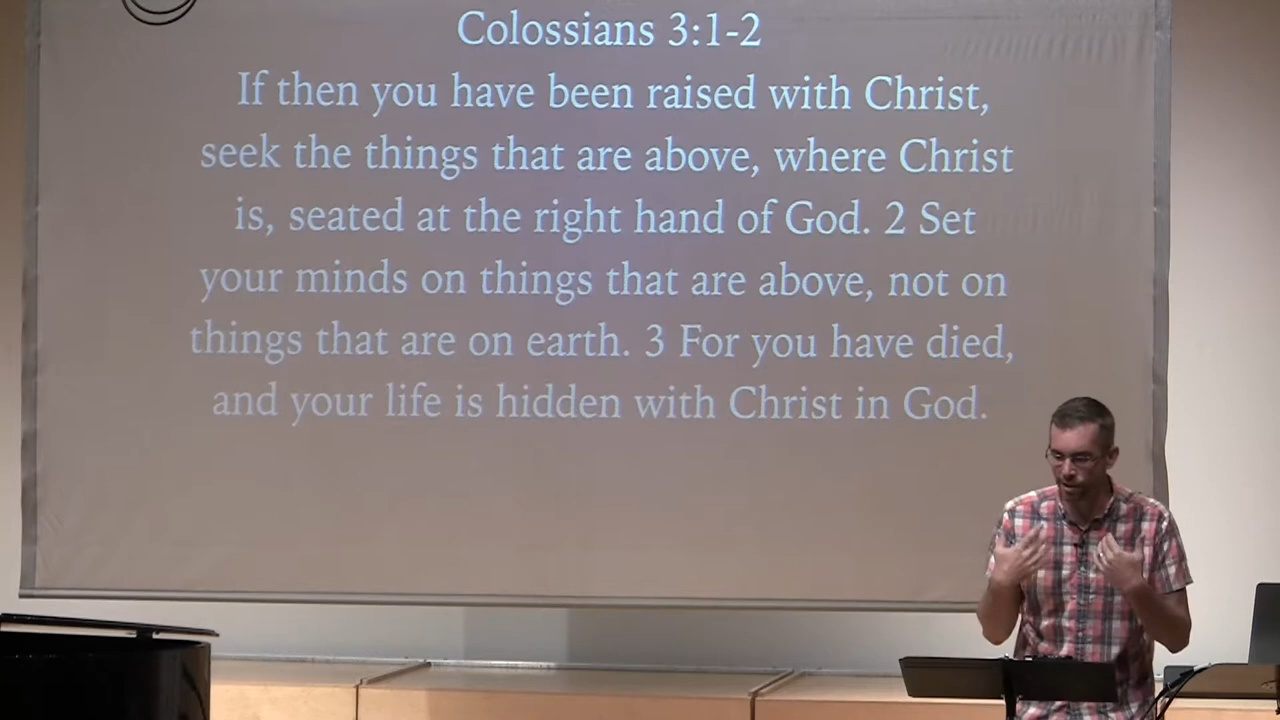 Colossians 3:1-2
If then you have been raised with Christ,
seek the things that are above, where Christ
is, seated at the right hand of God. 2 Set
your minds on things that are above, not on
things that are on earth. 3 For you have died,
and your life is hidden with Christ in God.